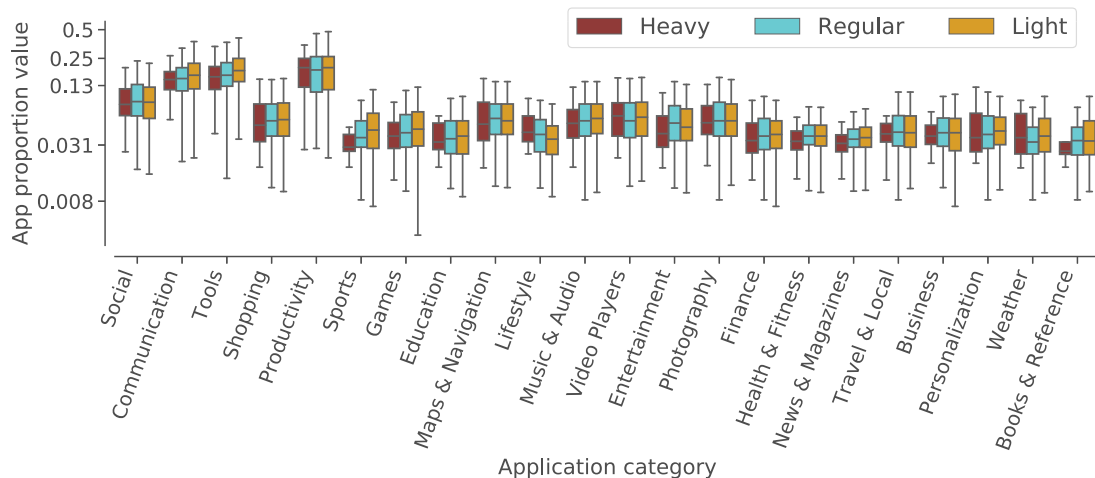 Heavy
Regular
Light
App proportion value
0.5
0.25
0.13
0.031
0.008
Social
Communication
Tools
Shopping
Productivity
Sports
Games
Education
Maps & Navigation
Lifestyle
Music & Audio
Video Players
Entertainment
Photography
Finance
Health & Fitness
News & Magazines
Travel & Local
Business
Personalization
Weather
Books & Reference
Application category